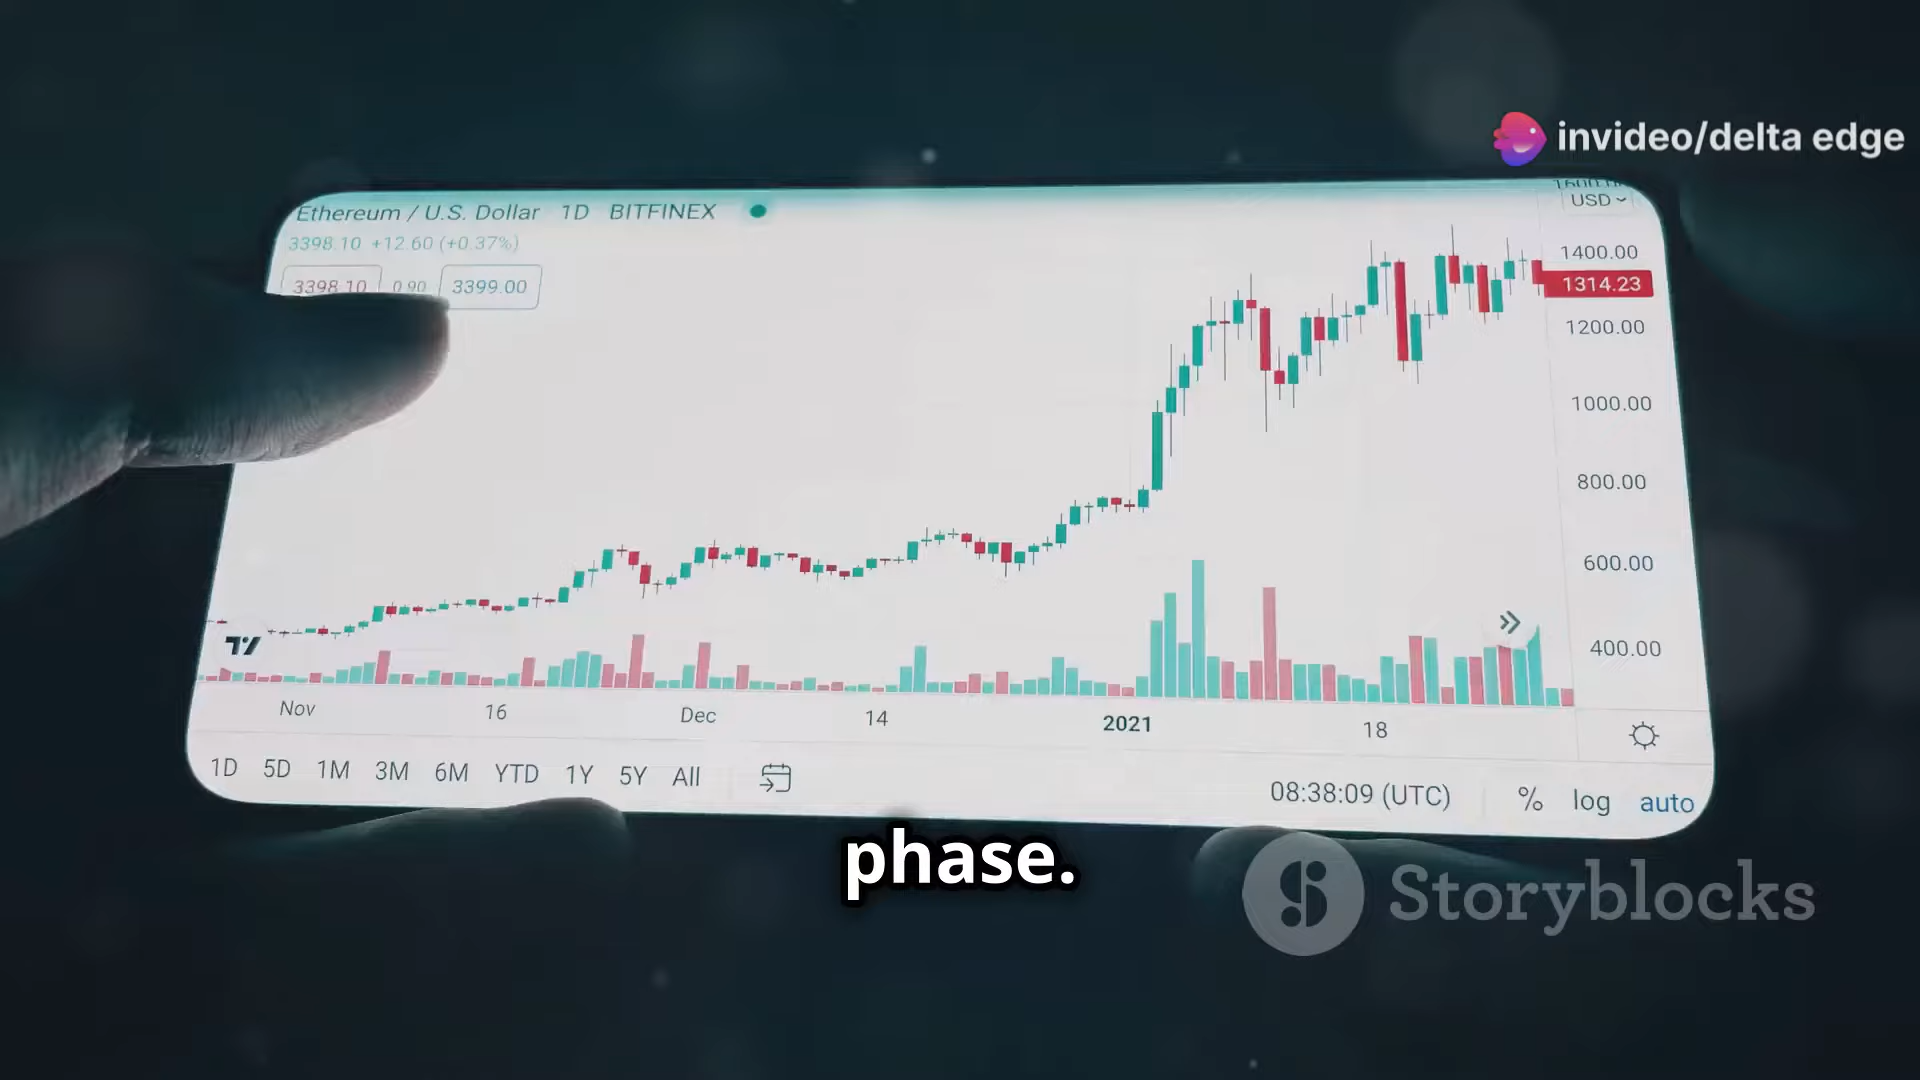 invideo/delta edge
Ethereum / U.S. Dollar 1D BITFINEX
USD
3398.10 +12.60 (+0.37%)
3398.10 0.90 3399.00
1400.00
1314.23
1200.00
1000.00
800.00
600.00
400.00
Nov 16 Dec 14 2021 18
1D 5D 1M 3M 6M YTD 1Y 5Y All
08:38:09 (UTC) % log auto
phase.
Storyblocks